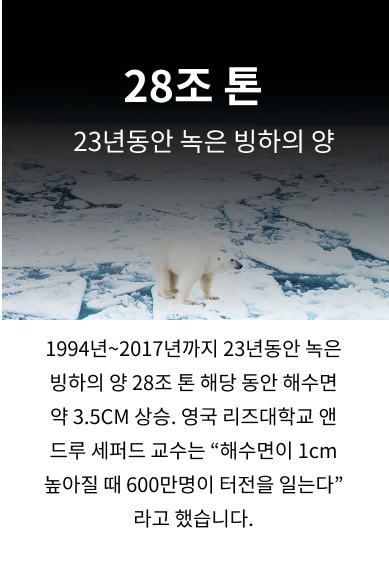 28조 톤
23년동안 녹은 빙하의 양
1994년~2017년까지 23년동안 녹은
빙하의 양 28조 톤 해당 동안 해수면
약 3.5CM 상승. 영국 리즈대학교 앤
드루 세퍼드 교수는 “해수면이 1cm
높아질 때 600만명이 터전을 잃는다”
라고 했습니다.